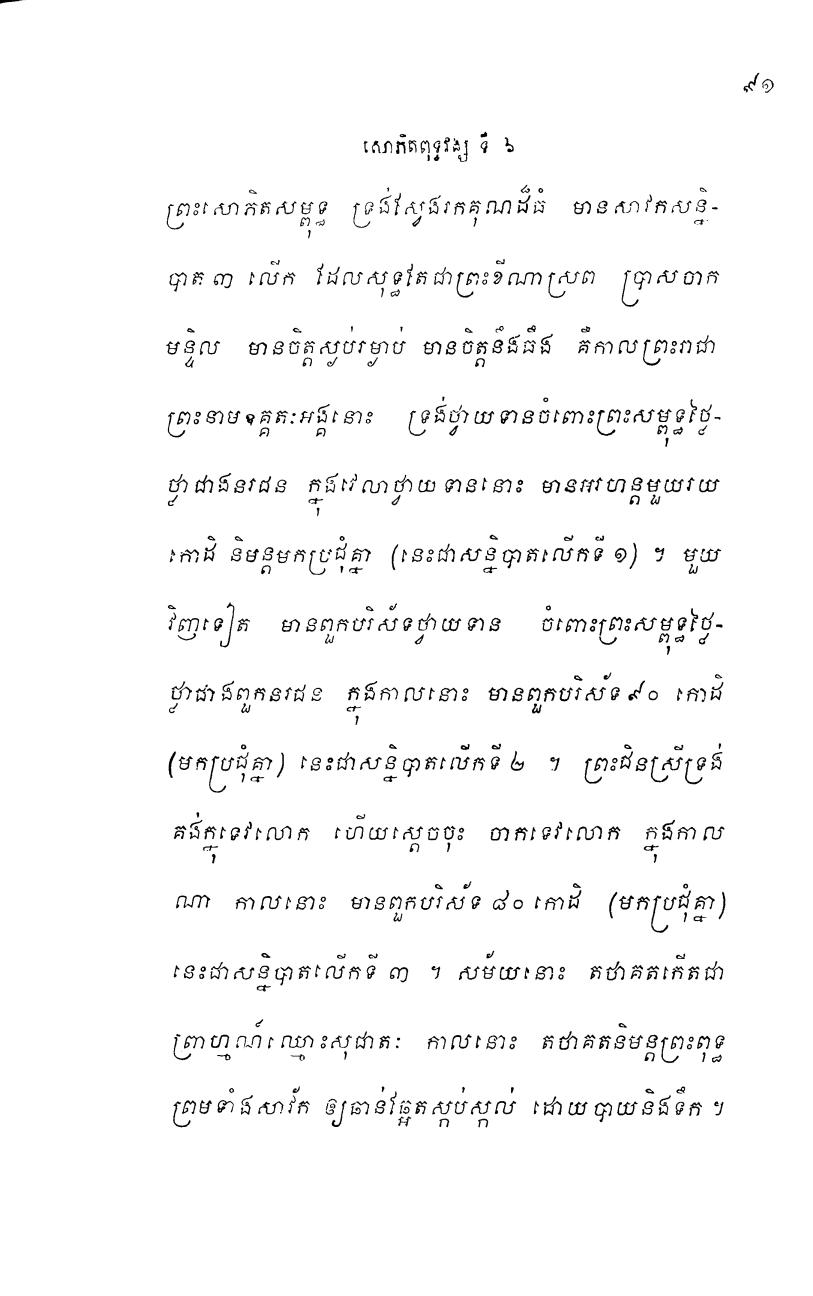 ៩១
សោភិតពុទ្ធវង្ស ទី ៦
ព្រះសោភិតសម្ពុទ្ធ ទ្រង់ស្វែងរកគុណដ៏ធំ មានសាវកសន្និ-
បាត ៣ លើក ដែលសុទ្ធតែជាព្រះខីណាស្រព ប្រាសចាក
មន្ទិល មានចិត្តស្ងប់រម្ងាប់ មានចិត្តនឹងធឹង គឺកាលព្រះរាជា
ព្រះនាមឧគ្គតៈអង្គនោះ ទ្រង់ថ្វាយទានចំពោះព្រះសម្ពុទ្ធថ្លៃ-
ថ្លាជាងនរជន ក្នុងវេលាថ្វាយទាននោះ មានអរហន្តមួយរយ
កោដិ និមន្តមកប្រជុំគ្នា (នេះជាសន្និបាតលើកទី ១) ។ មួយ
វិញទៀត មានពួកបរិស័ទថ្វាយទាន ចំពោះព្រះសម្ពុទ្ធថ្លៃ-
ថ្លាជាងពួកនរជន ក្នុងកាលនោះ មានពួកបរិស័ទ ៩០ កោដិ
(មកប្រជុំគ្នា) នេះជាសន្និបាតលើកទី ២ ។ ព្រះជិនស្រីទ្រង់
គង់ក្នុទេវលោក ហើយស្តេចចុះ ចាកទេវលោក ក្នុងកាល
ណា កាលនោះ មានពួកបរិស័ទ ៨០ កោដិ (មកប្រជុំគ្នា)
នេះជាសន្និបាតលើកទី ៣ ។ សម័យនោះ តថាគតកើតជា
ព្រាហ្មណ៍ឈ្មោះសុជាតៈ កាលនោះ តថាគតនិមន្តព្រះពុទ្ធ
ព្រមទាំងសាវ័ក ឲ្យឆាន់ឆ្អែតស្កប់ស្កល់ ដោយបាយនិងទឹក ។